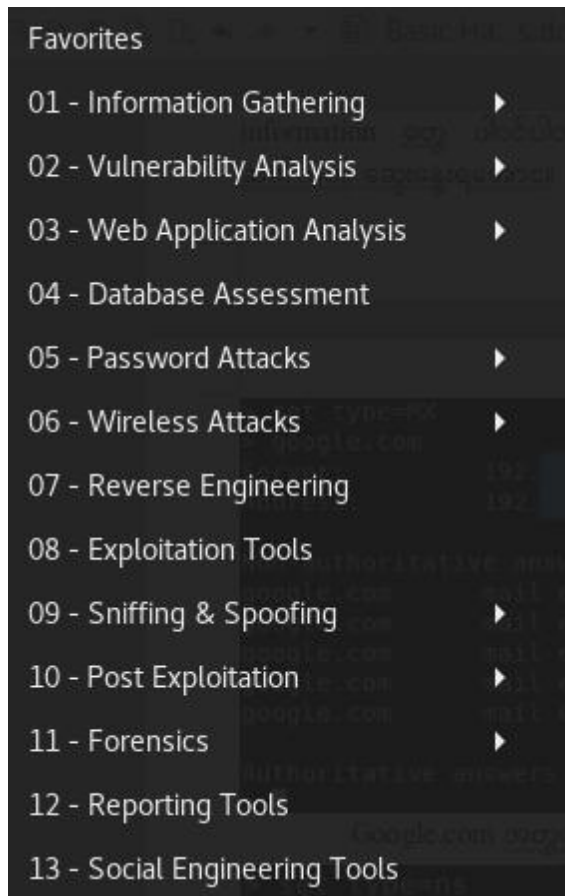 Favorites
01 - Information Gathering
02 - Vulnerability Analysis
03 - Web Application Analysis
04 - Database Assessment
05 - Password Attacks
06 - Wireless Attacks
07 - Reverse Engineering
08 - Exploitation Tools
09 - Sniffing & Spoofing
10 - Post Exploitation
11 - Forensics
12 - Reporting Tools
13 - Social Engineering Tools